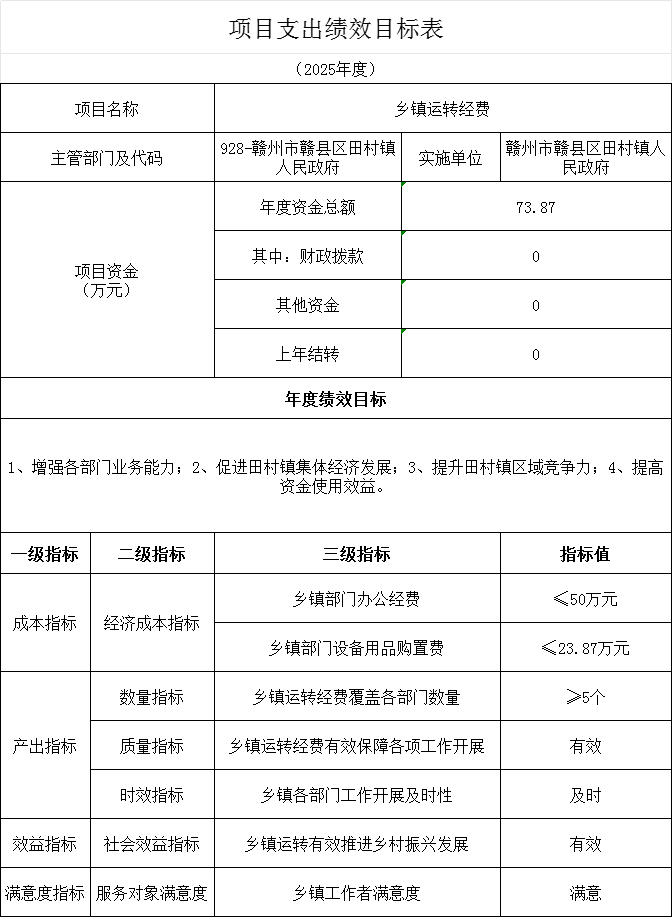 项目支出绩效目标表
（2025年度）
项目名称 乡镇运转经费
主管部门及代码 928-赣州市赣县区田村镇人民政府 实施单位 赣州市赣县区田村镇人民政府
项目资金
（万元）
年度资金总额 73.87
其中：财政拨款 0
其他资金 0
上年结转 0
年度绩效目标
1、增强各部门业务能力；2、促进田村镇集体经济发展；3、提升田村镇区域竞争力；4、提高
资金使用效益。
一级指标 二级指标 三级指标 指标值
成本指标 经济成本指标 乡镇部门办公经费 ≤50万元
乡镇部门设备用品购置费 ≤23.87万元
产出指标 数量指标 乡镇运转经费覆盖各部门数量 ≥5个
质量指标 乡镇运转经费有效保障各项工作开展 有效
时效指标 乡镇各部门工作开展及时性 及时
效益指标 社会效益指标 乡镇运转有效推进乡村振兴发展 有效
满意度指标 服务对象满意度 乡镇工作者满意度 满意